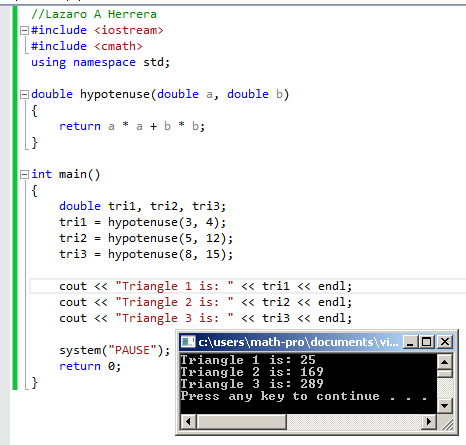 //Lazaro A Herrera
#include <iostream>
#include <cmath>
using namespace std;
double hypotenuse(double a, double b)
{
return a * a + b * b;
}
int main()
{
double tri1, tri2, tri3;
tri1 = hypotenuse(3, 4);
tri2 = hypotenuse(5, 12);
tri3 = hypotenuse(8, 15);
cout << "Triangle 1 is: " << tri1 << endl;
cout << "Triangle 2 is: " << tri2 << endl;
cout << "Triangle 3 is: " << tri3 << endl;
system("PAUSE");
return 0;
}
c:\users\math-pro\documents\vi...
Triangle 1 is: 25
Triangle 2 is: 169
Triangle 3 is: 289
Press any key to continue . . .